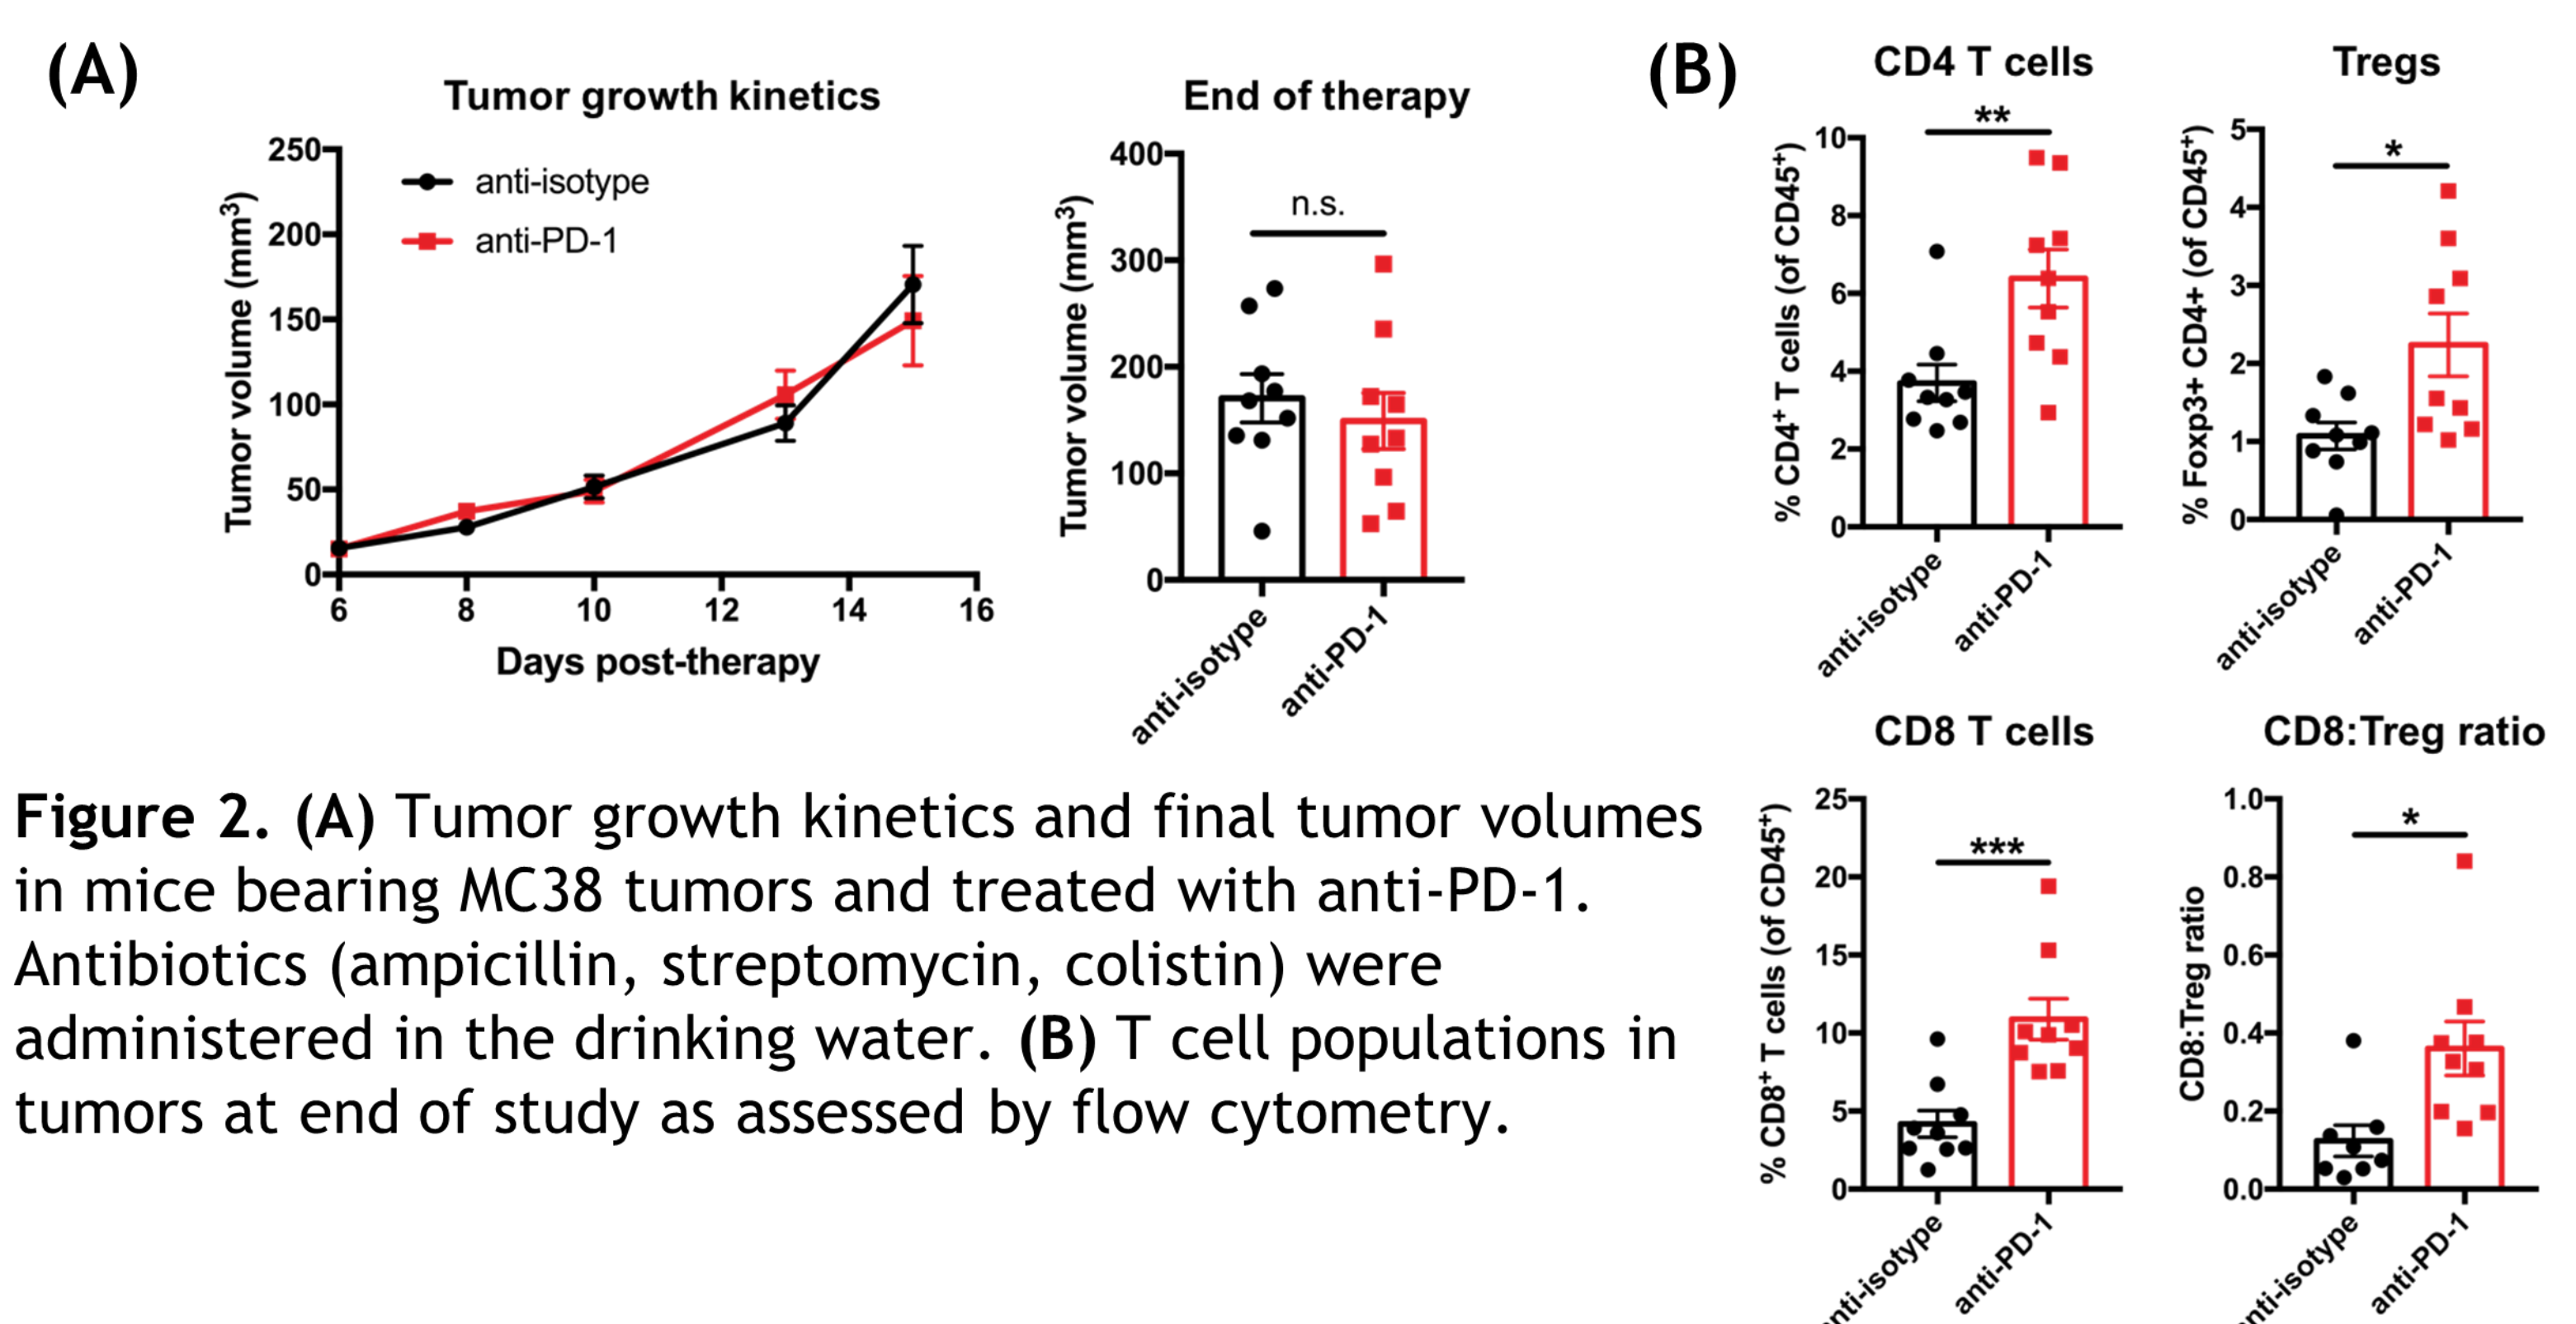 (A)
Tumor growth kinetics
Tumor volume (mm³)
250
200
150
100
50
0
anti-isotype
anti-PD-1
6 8 10 12 14 16
Days post-therapy
End of therapy
Tumor volume (mm³)
400
300
200
100
0
n.s.
anti-isotype
anti-PD-1
(B)
CD4 T cells
% CD4⁺ T cells (of CD45⁺)
10
8
6
4
2
0
**
anti-isotype
anti-PD-1
Tregs
% Foxp3+ CD4+ (of CD45⁺)
5
4
3
2
1
0
*
anti-isotype
anti-PD-1
CD8 T cells
% CD8⁺ T cells (of CD45⁺)
25
20
15
10
5
0
***
anti-isotype
anti-PD-1
CD8:Treg ratio
CD8:Treg ratio
1.0
0.8
0.6
0.4
0.2
0.0
*
anti-isotype
anti-PD-1
Figure 2. (A) Tumor growth kinetics and final tumor volumes
in mice bearing MC38 tumors and treated with anti-PD-1.
Antibiotics (ampicillin, streptomycin, colistin) were
administered in the drinking water. (B) T cell populations in
tumors at end of study as assessed by flow cytometry.